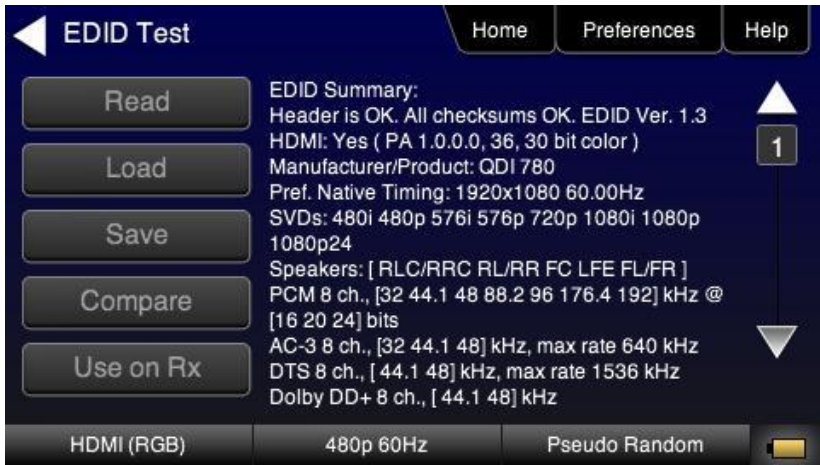 EDID Test
Home
Preferences
Help
Read
Load
Save
Compare
Use on Rx
EDID Summary:
Header is OK. All checksums OK. EDID Ver. 1.3
HDMI: Yes ( PA 1.0.0.0, 36, 30 bit color )
Manufacturer/Product: QDI 780
Pref. Native Timing: 1920x1080 60.00Hz
SVDs: 480i 480p 576i 576p 720p 1080i 1080p
1080p24
Speakers: [ RLC/RRC RL/RR FC LFE FL/FR ]
PCM 8 ch., [32 44.1 48 88.2 96 176.4 192] kHz @
[16 20 24] bits
AC-3 8 ch., [32 44.1 48] kHz, max rate 640 kHz
DTS 8 ch., [ 44.1 48] kHz, max rate 1536 kHz
Dolby DD+ 8 ch., [ 44.1 48] kHz
1
HDMI (RGB)
480p 60Hz
Pseudo Random